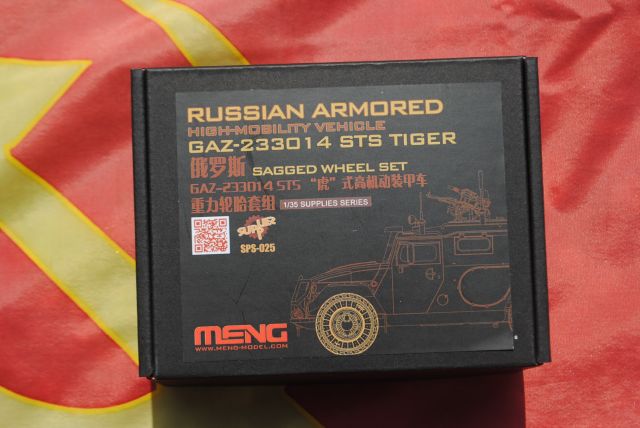 RUSSIAN ARMORED
HIGH-MOBILITY VEHICLE
GAZ-233014 STS TIGER
俄罗斯 SAGGED WHEEL SET
GAZ-233014 STS “虎”式高机动装甲车
重力轮胎套组 1/35 SUPPLIES SERIES
SUPPLIES
SPS-025
MENG
WWW.MENG-MODEL.COM